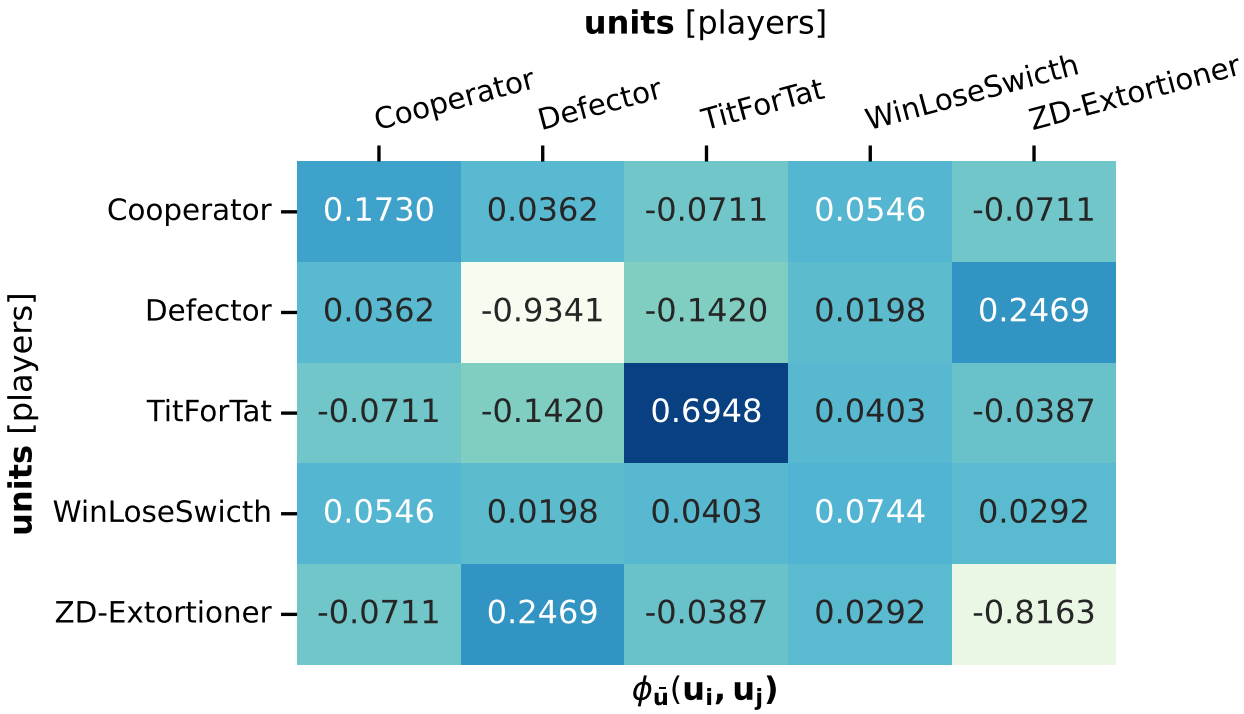 units [players]
Cooperator Defector TitForTat WinLoseSwicth ZD-Extortioner
units [players]
Cooperator 0.1730 0.0362 -0.0711 0.0546 -0.0711
Defector 0.0362 -0.9341 -0.1420 0.0198 0.2469
TitForTat -0.0711 -0.1420 0.6948 0.0403 -0.0387
WinLoseSwicth 0.0546 0.0198 0.0403 0.0744 0.0292
ZD-Extortioner -0.0711 0.2469 -0.0387 0.0292 -0.8163
ϕ_ū(u_i, u_j)